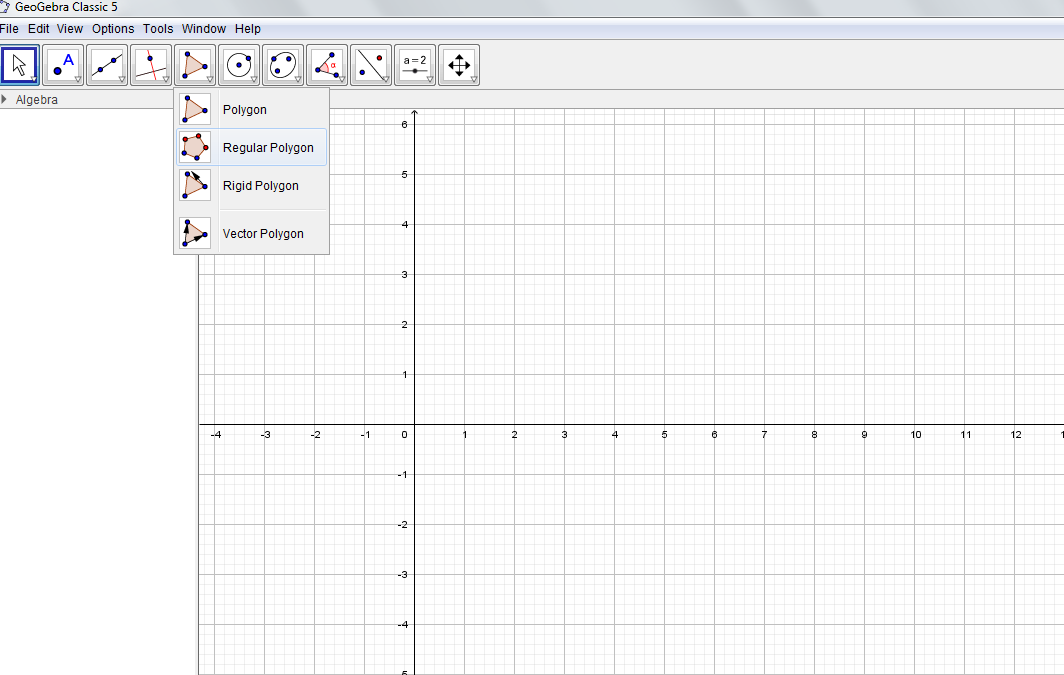 GeoGebra Classic 5
File Edit View Options Tools Window Help
A α a = 2
Algebra
Polygon
Regular Polygon
Rigid Polygon
Vector Polygon
6
5
4
3
2
1
-4 -3 -2 -1 0 1 2 3 4 5 6 7 8 9 10 11 12
-1
-2
-3
-4